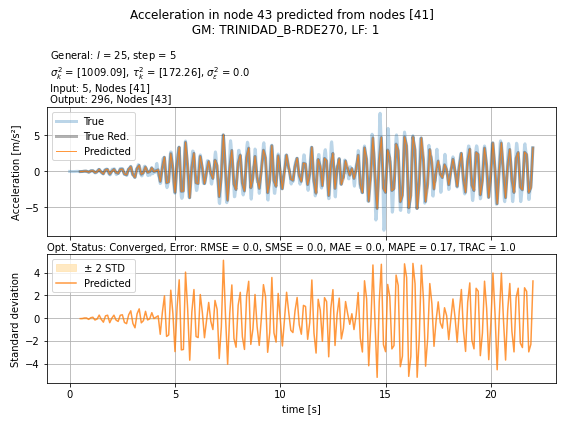 Acceleration in node 43 predicted from nodes [41]
GM: TRINIDAD_B-RDE270, LF: 1
General: l = 25, step = 5
σ²ₖ = [1009.09], τ²ₖ = [172.26], σ²ε = 0.0
Input: 5, Nodes [41]
Output: 296, Nodes [43]
True
True Red.
Predicted
Acceleration [m/s²]
5
0
−5
Opt. Status: Converged, Error: RMSE = 0.0, SMSE = 0.0, MAE = 0.0, MAPE = 0.17, TRAC = 1.0
± 2 STD
Predicted
Standard deviation
4
2
0
−2
−4
0 5 10 15 20
time [s]